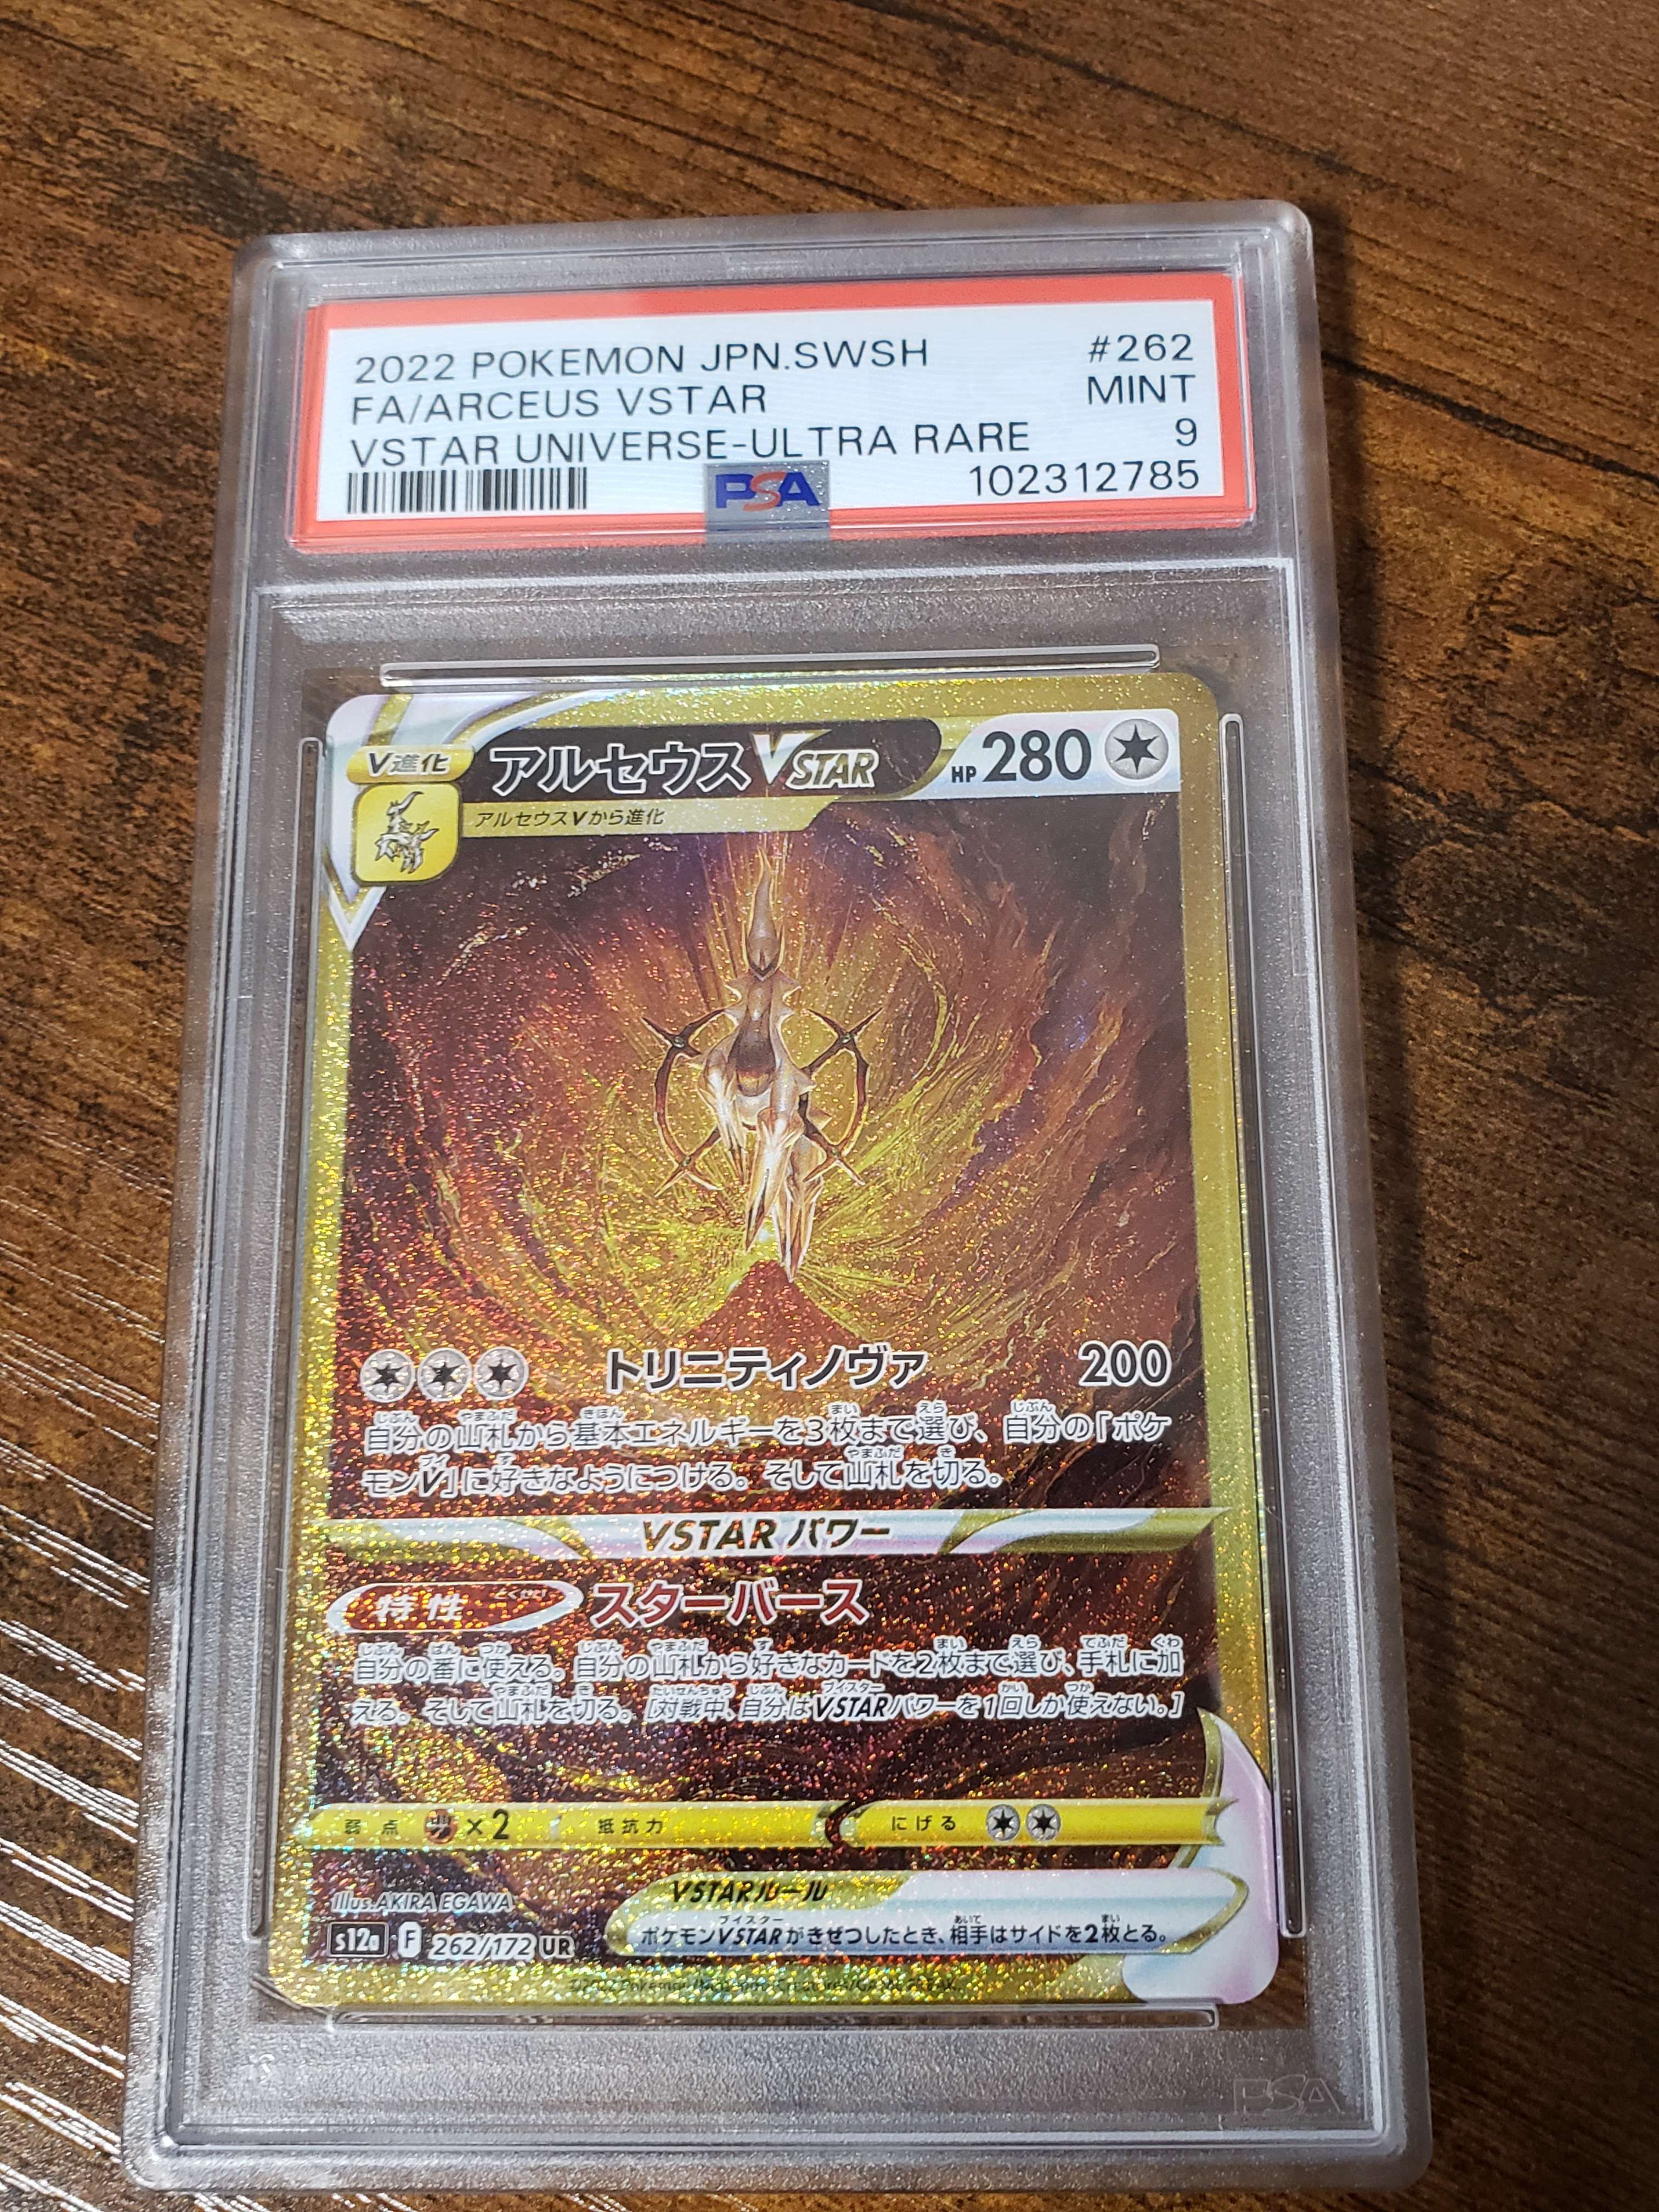 2022 POKEMON JPN.SWSH #262
FA/ARCEUS VSTAR MINT
VSTAR UNIVERSE-ULTRA RARE 9
PSA 102312785
V進化 アルセウスVSTAR HP 280
アルセウスVから進化
トリニティノヴァ 200
自分の山札から基本エネルギーを3枚まで選び、自分の「ポケ
モンV」に好きなようにつける。そして山札を切る。
VSTARパワー
特性 スターバース
自分の番に使える。自分の山札から好きなカードを2枚まで選び、手札に加
える。そして山札を切る。[対戦中、自分はVSTARパワーを1回しか使えない。]
弱点 ×2 抵抗力 にげる
Illus. AKIRA EGAWA
VSTARルール
ポケモンVSTARがきぜつしたとき、相手はサイドを2枚とる。
s12a F 262/172 UR
PSA